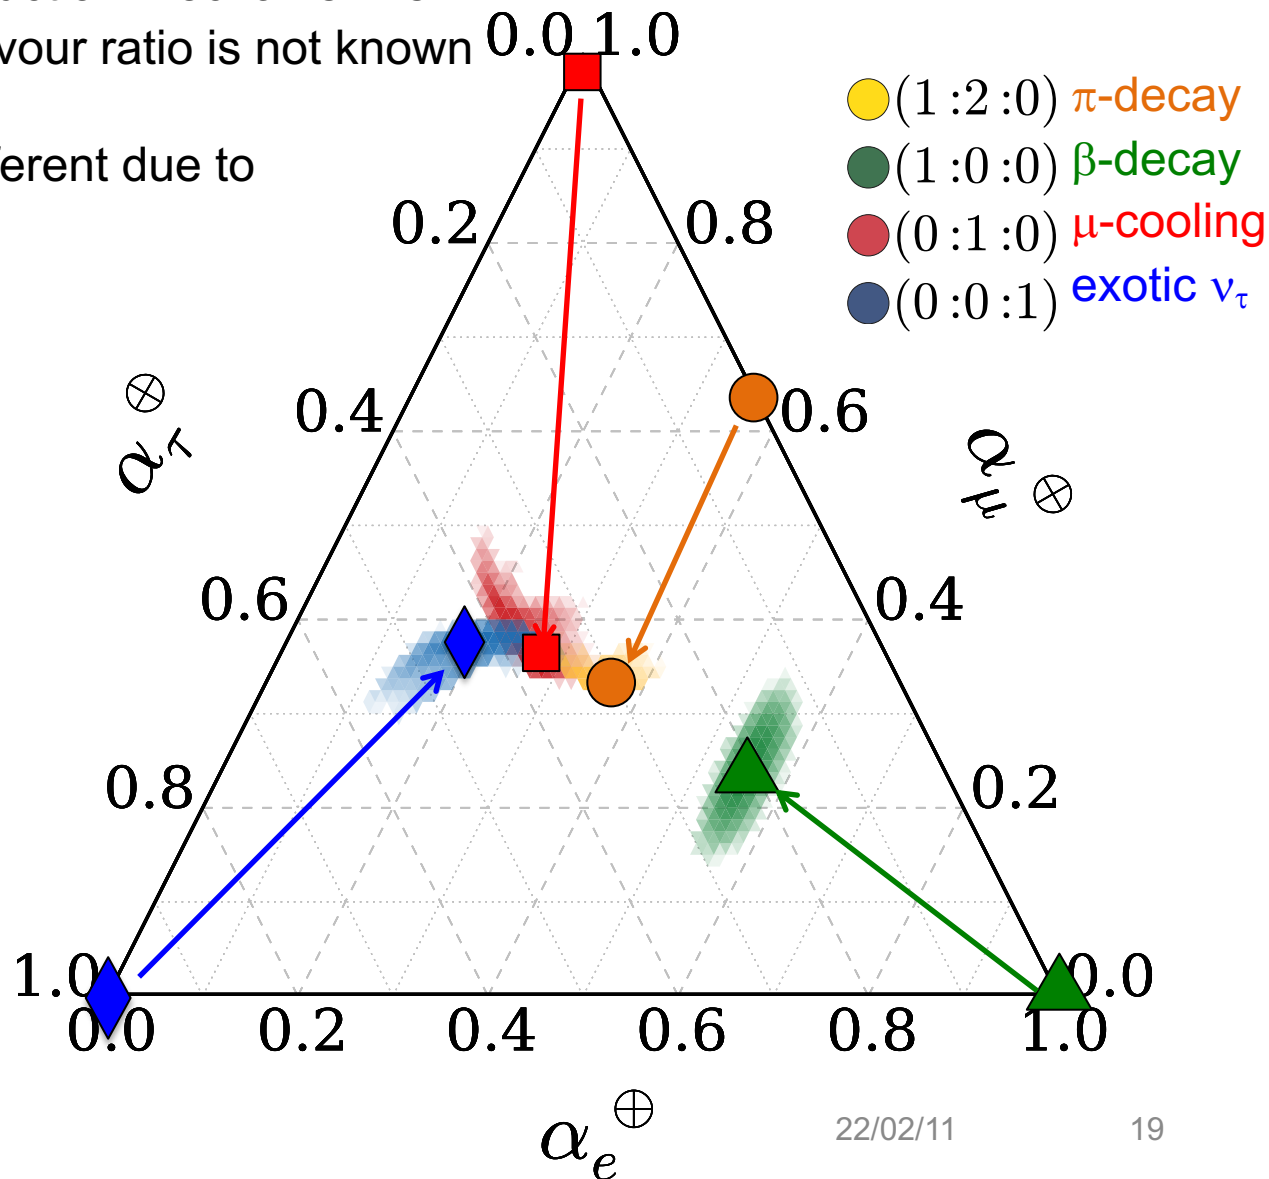 vour ratio is not known
erent due to
0.0 1.0
(1:2:0) π-decay
(1:0:0) β-decay
(0:1:0) μ-cooling
(0:0:1) exotic ντ
0.2
0.8
0.4
0.6
0.6
0.4
0.8
0.2
1.0
0.0
0.0 0.2 0.4 0.6 0.8 1.0
ατ⊗
αμ⊗
αe⊕
22/02/11 19